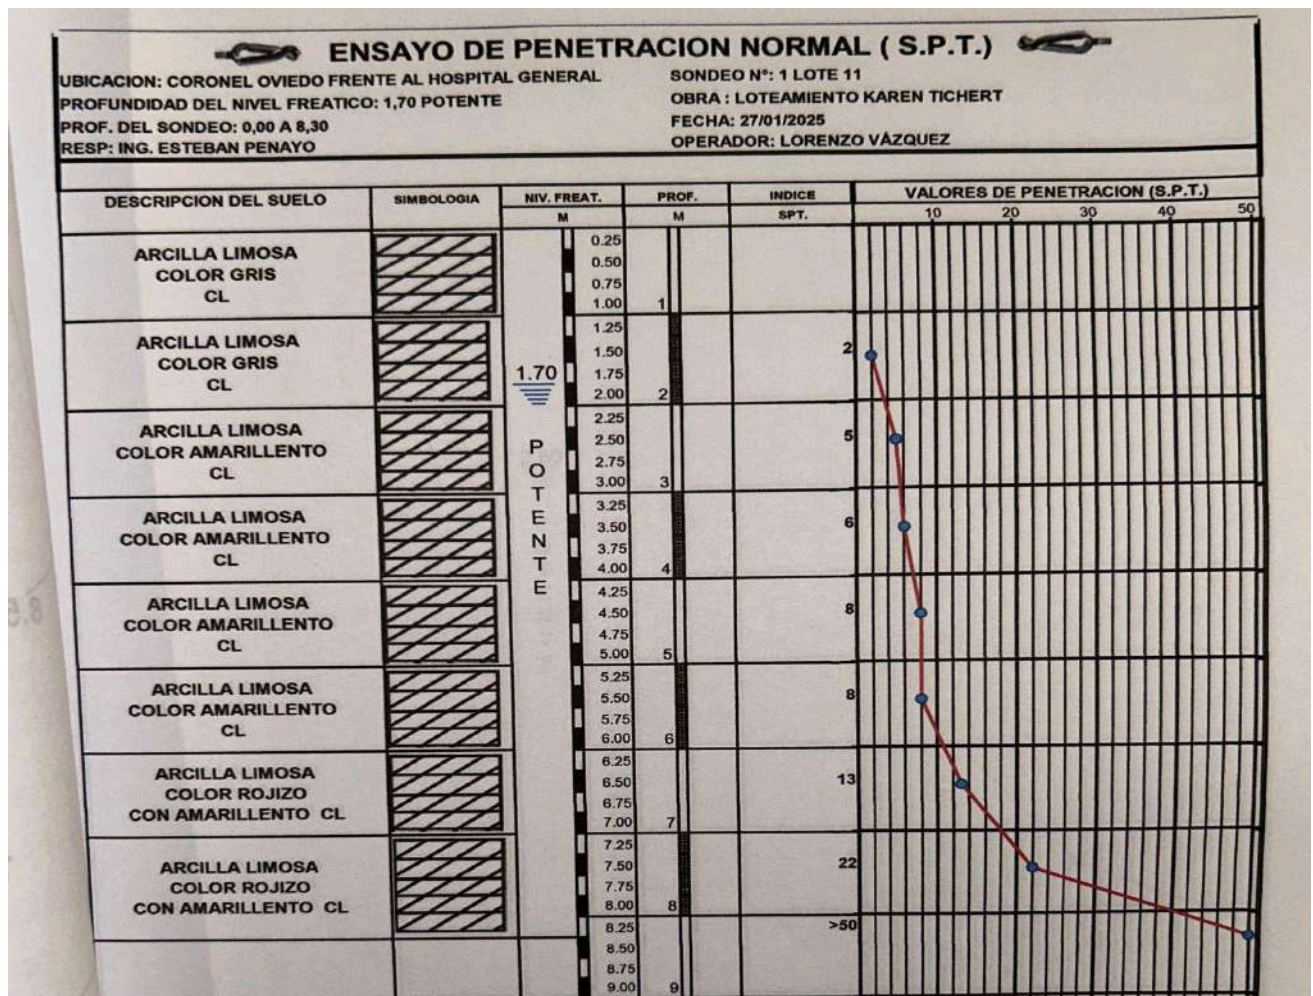 ENSAYO DE PENETRACION NORMAL ( S.P.T.)
UBICACION: CORONEL OVIEDO FRENTE AL HOSPITAL GENERAL
PROFUNDIDAD DEL NIVEL FREATICO: 1,70 POTENTE
PROF. DEL SONDEO: 0,00 A 8,30
RESP: ING. ESTEBAN PENAYO
SONDEO N°: 1 LOTE 11
OBRA : LOTEAMIENTO KAREN TICHERT
FECHA: 27/01/2025
OPERADOR: LORENZO VÁZQUEZ
DESCRIPCION DEL SUELO SIMBOLOGIA NIV. FREAT. PROF. INDICE VALORES DE PENETRACION (S.P.T.)
M M SPT. 10 20 30 40 50
ARCILLA LIMOSA
COLOR GRIS
CL
0.25
0.50
0.75
1.00 1
ARCILLA LIMOSA
COLOR GRIS
CL
1.70
1.25
1.50
1.75
2.00 2
2
ARCILLA LIMOSA
COLOR AMARILLENTO
CL
POTENTE
2.25
2.50
2.75
3.00 3
5
ARCILLA LIMOSA
COLOR AMARILLENTO
CL
3.25
3.50
3.75
4.00 4
6
ARCILLA LIMOSA
COLOR AMARILLENTO
CL
4.25
4.50
4.75
5.00 5
8
ARCILLA LIMOSA
COLOR AMARILLENTO
CL
5.25
5.50
5.75
6.00 6
8
ARCILLA LIMOSA
COLOR ROJIZO
CON AMARILLENTO CL
6.25
6.50
6.75
7.00 7
13
ARCILLA LIMOSA
COLOR ROJIZO
CON AMARILLENTO CL
7.25
7.50
7.75
8.00 8
22
8.25
8.50
8.75
9.00 9
>50